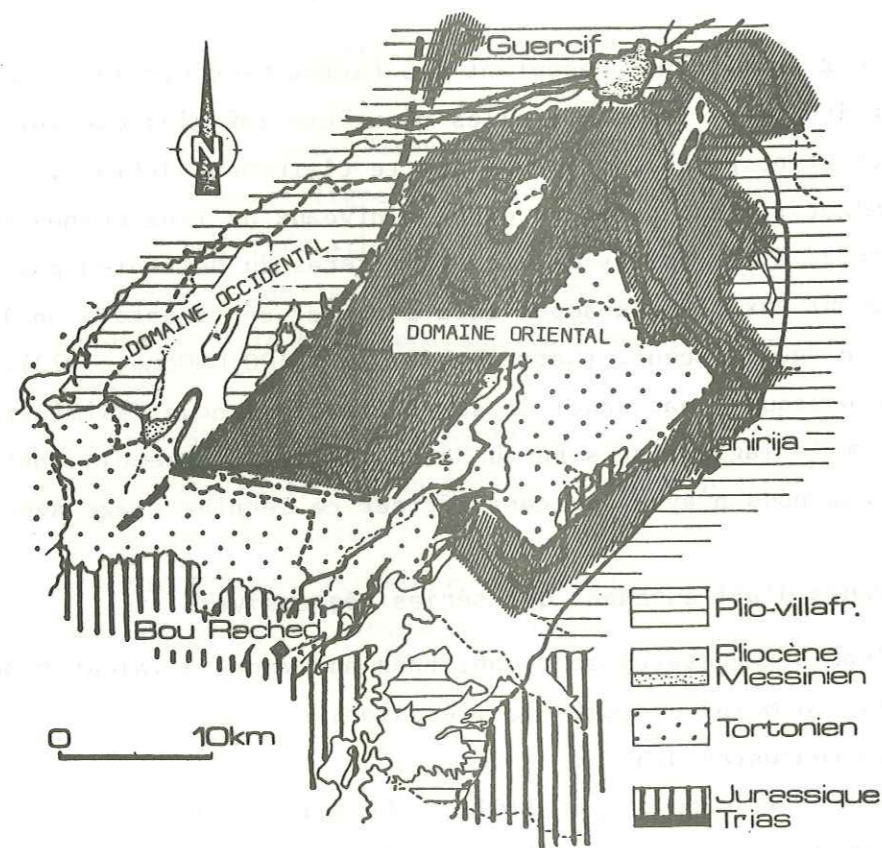 Guercif
N
DOMAINE OCCIDENTAL
DOMAINE ORIENTAL
Bou Rached
0 10km
Plio-villafr.
Pliocène
Messinien
Tortonien
Jurassique
Trias